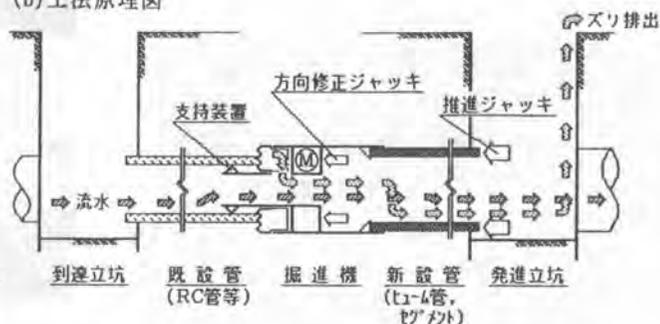 (b)工法原理図
ズリ排出
方向修正ジャッキ
推進ジャッキ
支持装置
M
流水
到達立坑
既設管
(RC管等)
掘進機
新設管
(ヒューム管,
セグメント)
発進立坑